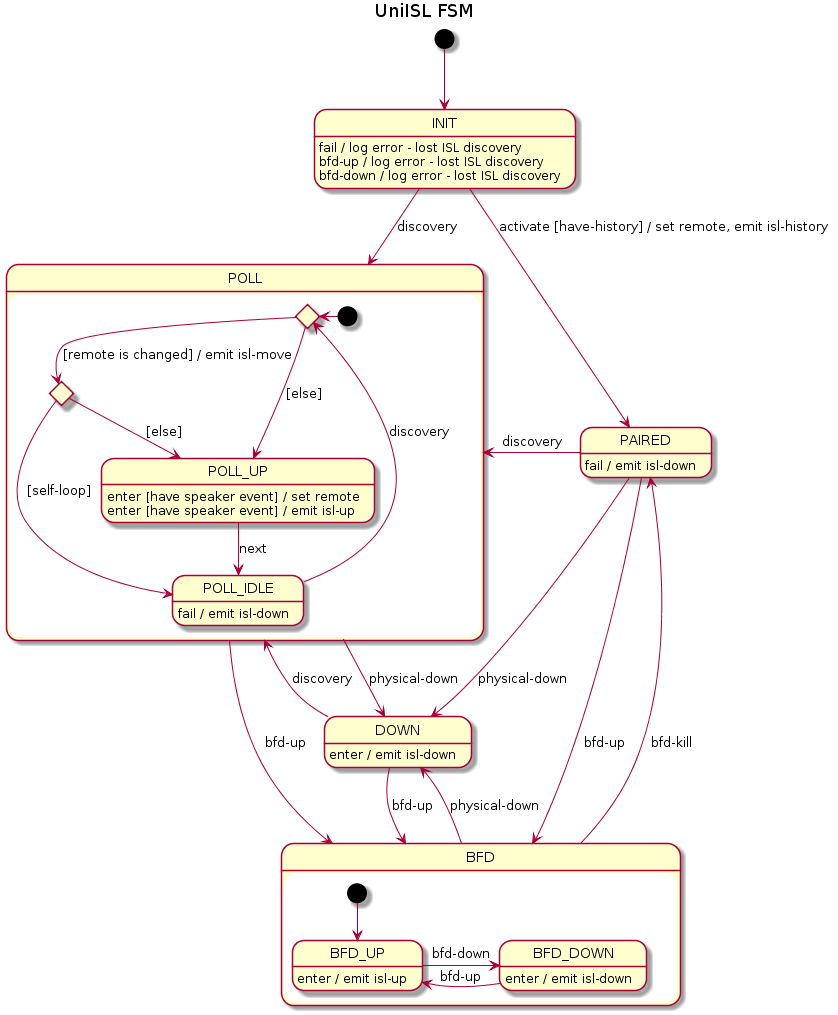 UniISL FSM
INIT
fail / log error - lost ISL discovery
bfd-up / log error - lost ISL discovery
bfd-down / log error - lost ISL discovery
discovery
activate [have-history] / set remote, emit isl-history
POLL
[remote is changed] / emit isl-move
[else]
discovery
[else]
[self-loop]
POLL_UP
enter [have speaker event] / set remote
enter [have speaker event] / emit isl-up
next
POLL_IDLE
fail / emit isl-down
discovery
PAIRED
fail / emit isl-down
discovery
physical-down
physical-down
bfd-up
bfd-up
bfd-kill
DOWN
enter / emit isl-down
bfd-up
physical-down
BFD
BFD_UP
enter / emit isl-up
bfd-down
bfd-up
BFD_DOWN
enter / emit isl-down